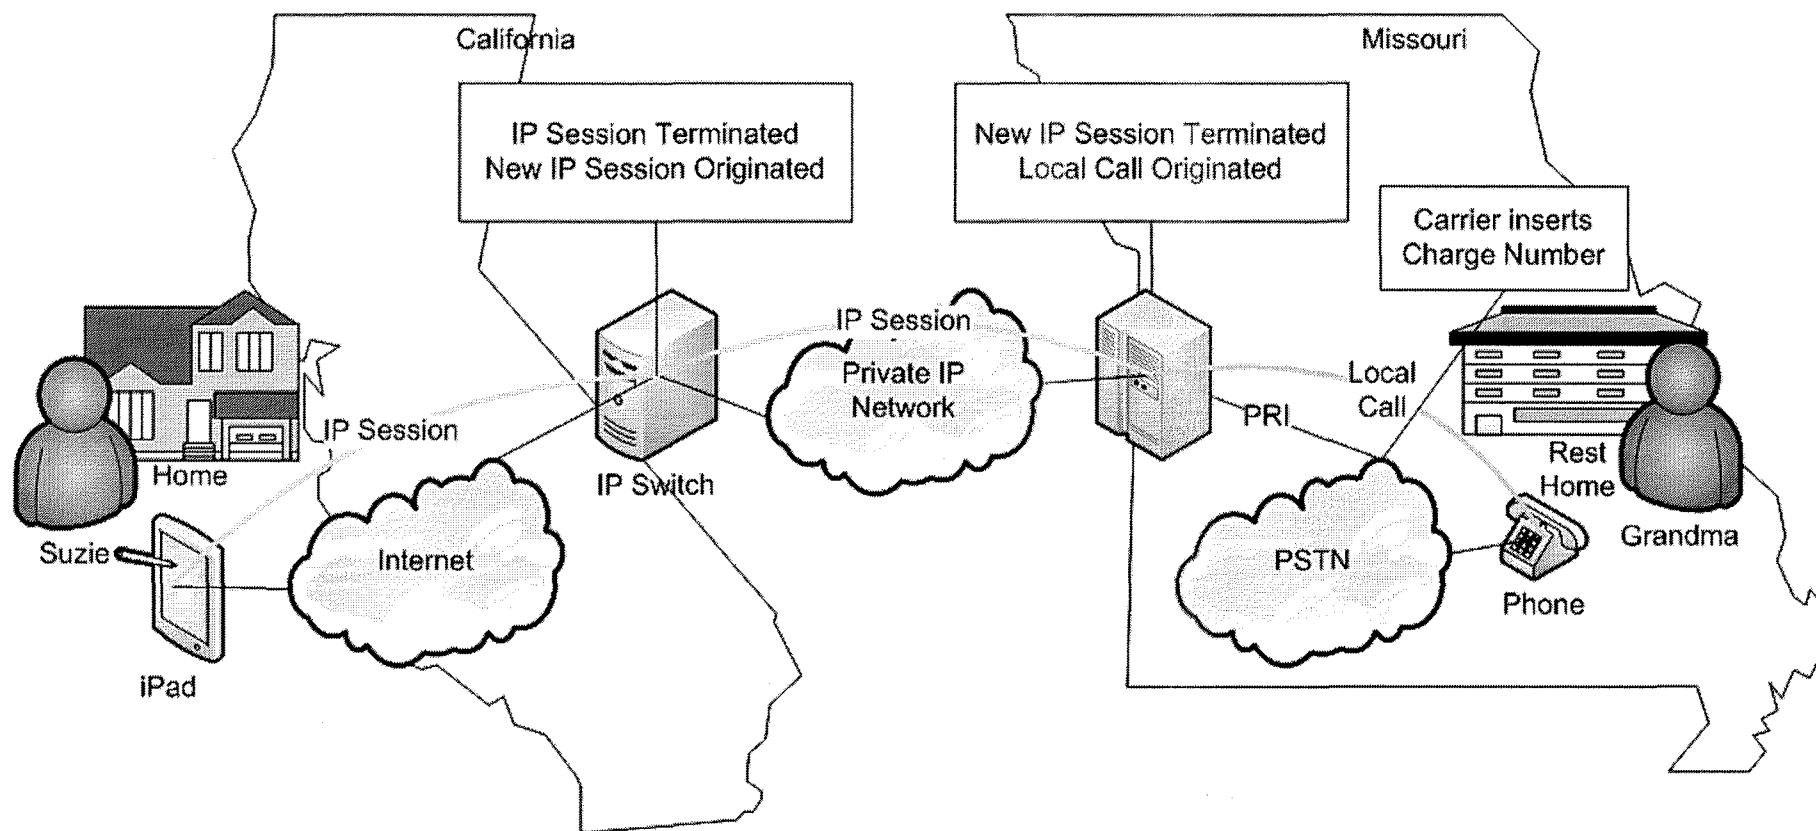 California
Missouri
IP Session Terminated
New IP Session Originated
New IP Session Terminated
Local Call Originated
Carrier inserts
Charge Number
IP Session
Private IP
Network
Local
Call
PRI
IP Session
Home
IP Switch
Rest
Home
Grandma
Suzie
Internet
PSTN
Phone
iPad